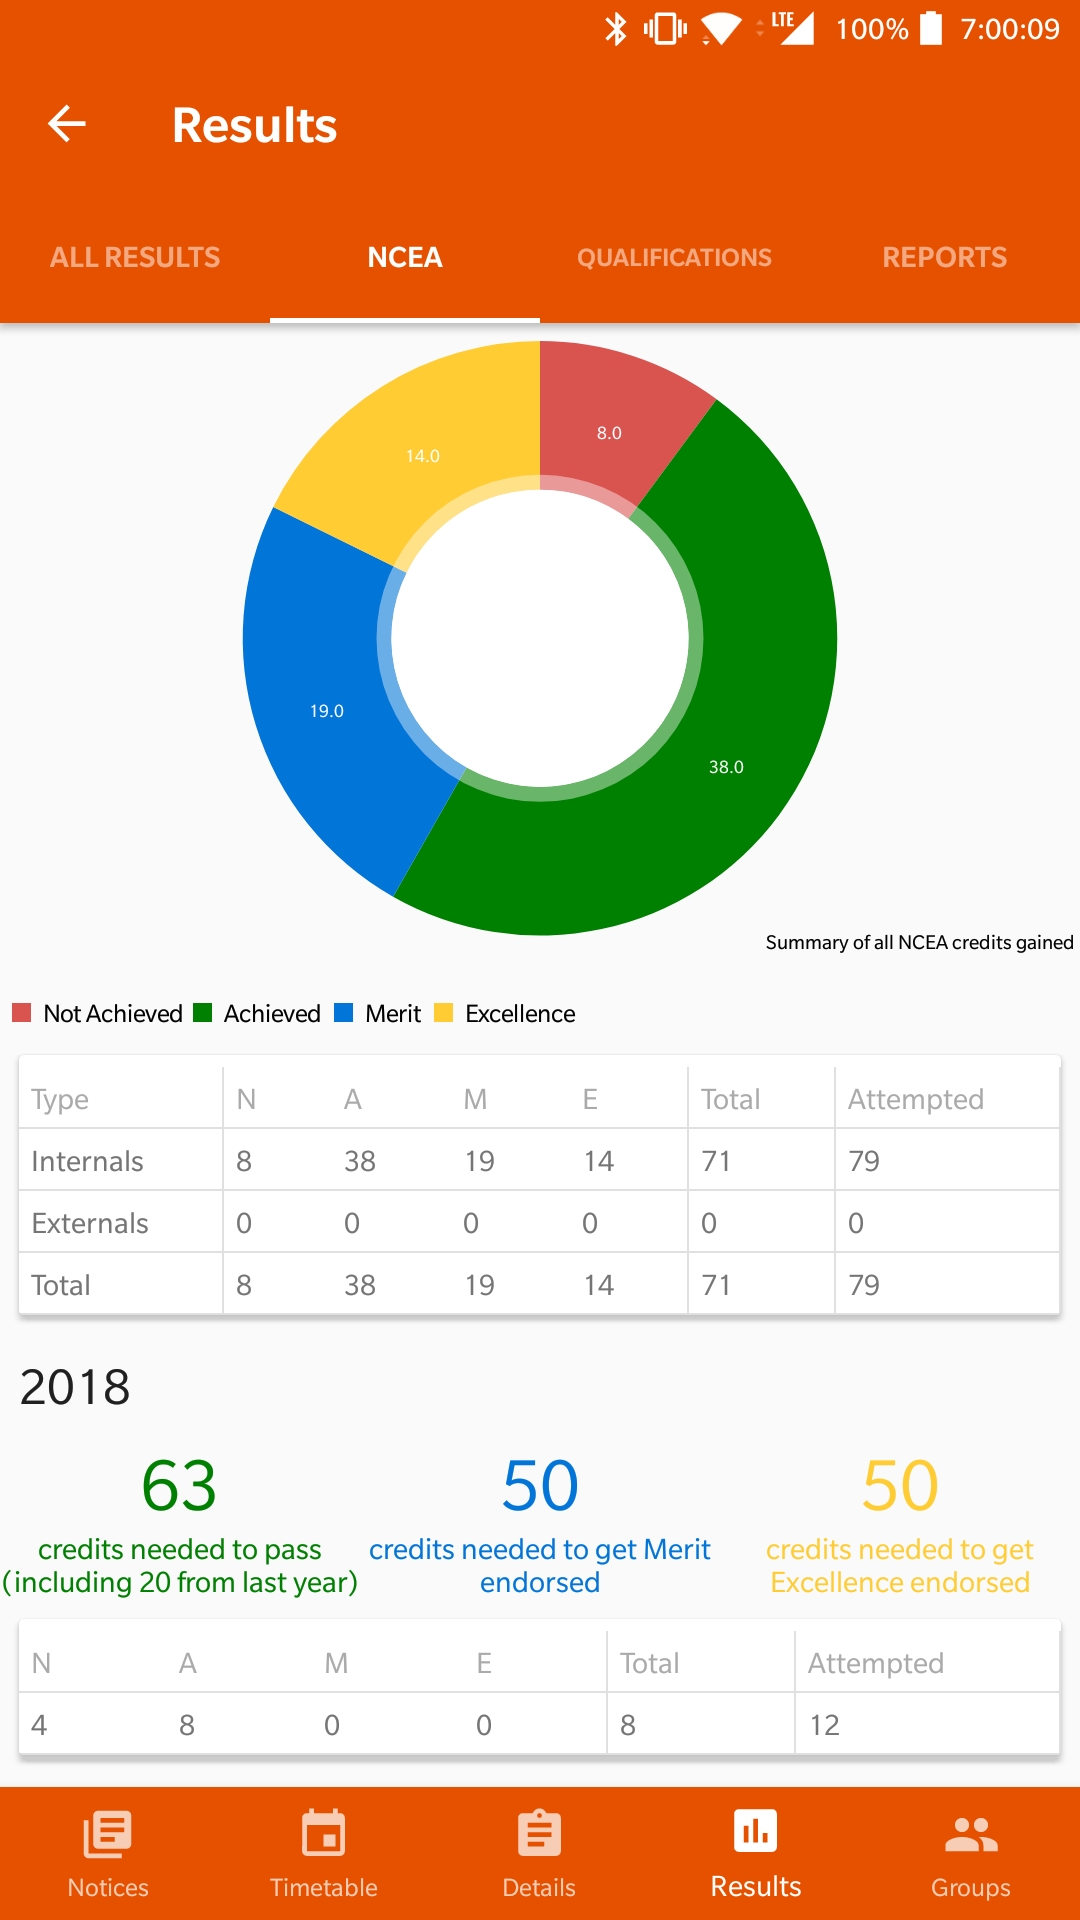 LTE 100% 7:00:09
Results
ALL RESULTS NCEA QUALIFICATIONS REPORTS
8.0
14.0
19.0
38.0
Summary of all NCEA credits gained
Not Achieved Achieved Merit Excellence
Type N A M E Total Attempted
Internals 8 38 19 14 71 79
Externals 0 0 0 0 0 0
Total 8 38 19 14 71 79
2018
63 50 50
credits needed to pass credits needed to get Merit credits needed to get
(including 20 from last year) endorsed Excellence endorsed
N A M E Total Attempted
4 8 0 0 8 12
Notices Timetable Details Results Groups